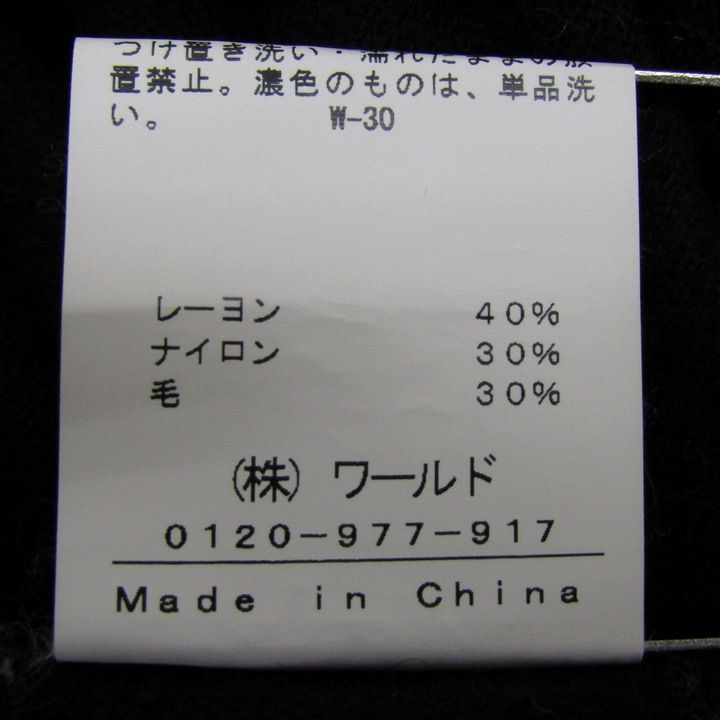 つけ置き洗い・濡れたままの放
置禁止。濃色のものは、単品洗
い。 W-30
レーヨン 40%
ナイロン 30%
毛 30%
(株)ワールド
0120-977-917
Made in China